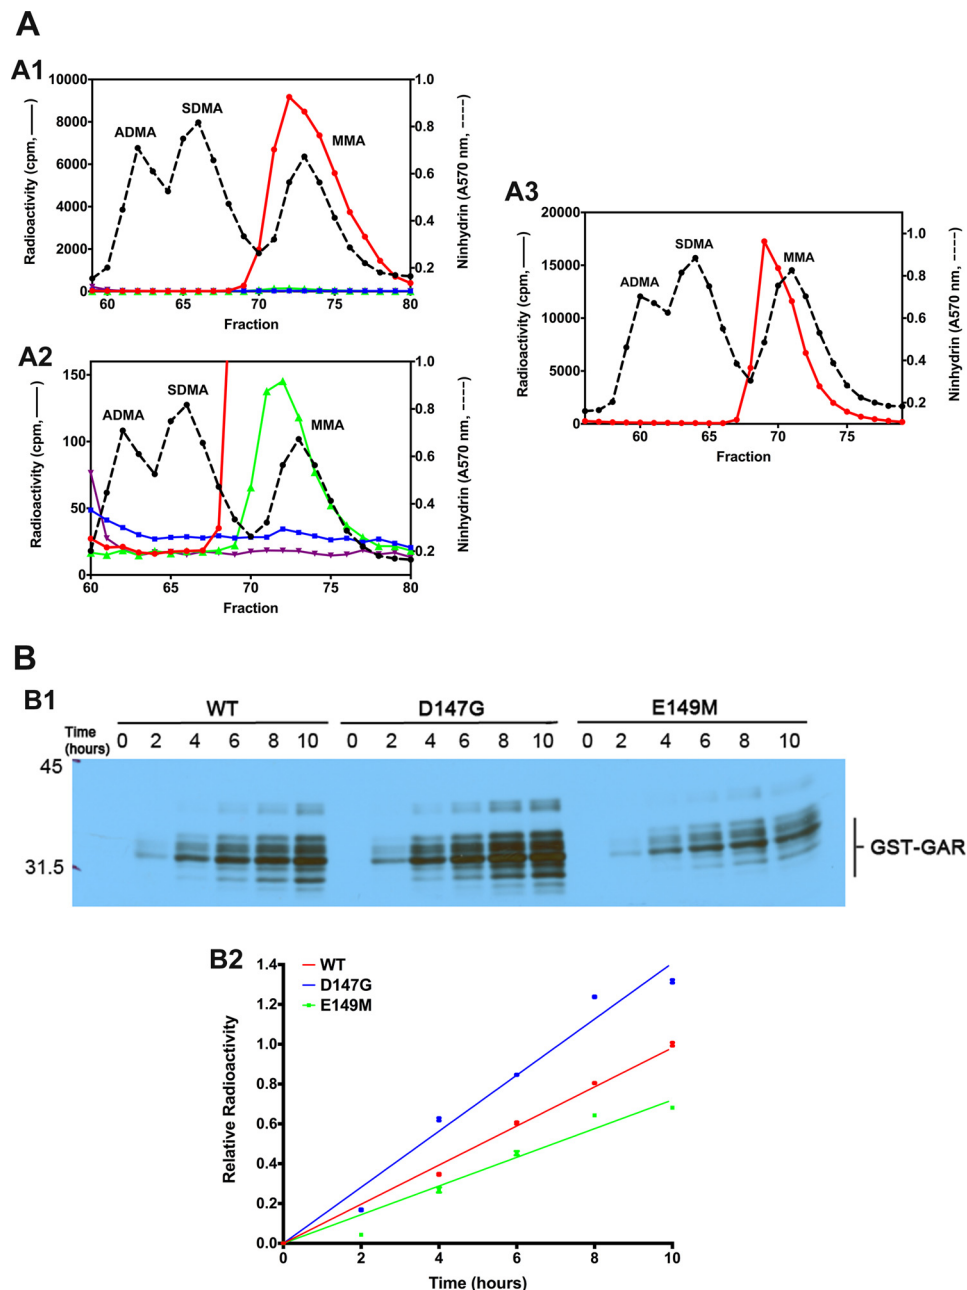 A
A1
Radioactivity (cpm, ——)
10000
8000
6000
4000
2000
0
1.0
0.8
0.6
0.4
0.2
Ninhydrin (A570 nm, ----)
ADMA
SDMA
MMA
60
65
70
75
80
Fraction
A2
Radioactivity (cpm, ——)
150
100
50
0
1.0
0.8
0.6
0.4
0.2
Ninhydrin (A570 nm, ----)
ADMA
SDMA
MMA
60
65
70
75
80
Fraction
A3
Radioactivity (cpm, ——)
20000
15000
10000
5000
0
1.0
0.8
0.6
0.4
0.2
Ninhydrin (A570 nm, ----)
ADMA
SDMA
MMA
60
65
70
75
Fraction
B
B1
WT D147G E149M
Time (hours) 0 2 4 6 8 10 0 2 4 6 8 10 0 2 4 6 8 10
45
31.5
GST-GAR
B2
WT
D147G
E149M
Relative Radioactivity
1.4
1.2
1.0
0.8
0.6
0.4
0.2
0.0
0 2 4 6 8 10
Time (hours)